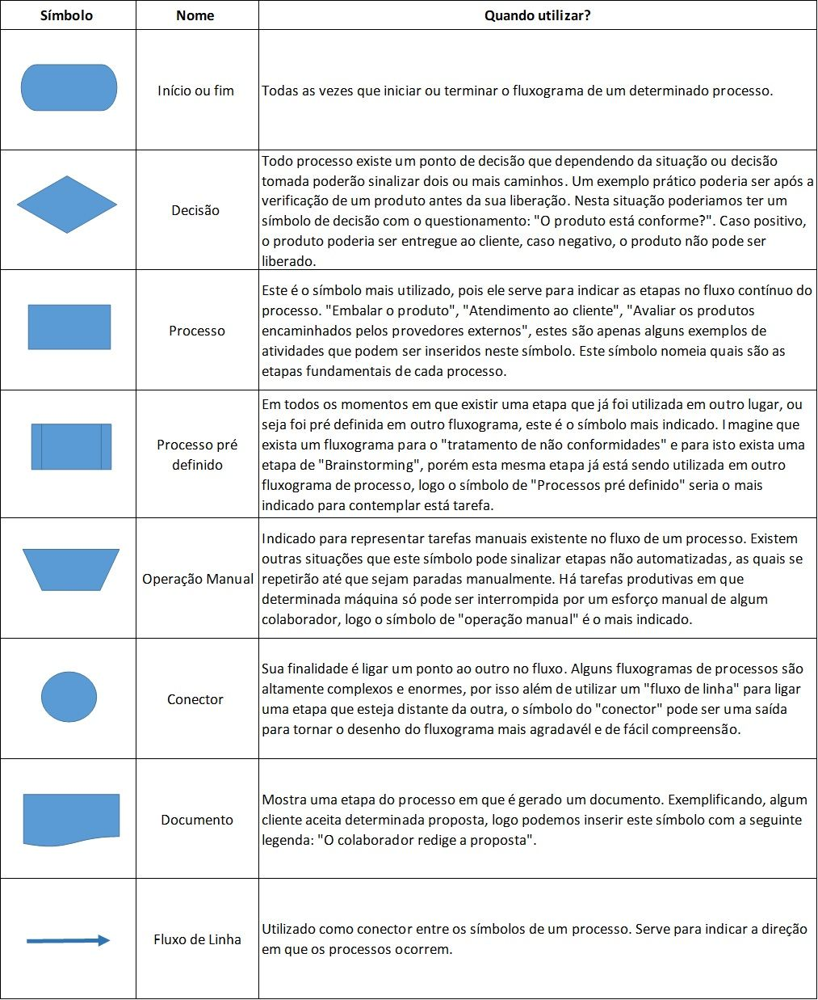 Símbolo
Nome
Quando utilizar?
Início ou fim
Todas as vezes que iniciar ou terminar o fluxograma de um determinado processo.
Decisão
Todo processo existe um ponto de decisão que dependendo da situação ou decisão
tomada poderão sinalizar dois ou mais caminhos. Um exemplo prático poderia ser após a
verificação de um produto antes da sua liberação. Nesta situação poderiamos ter um
símbolo de decisão com o questionamento: "O produto está conforme?". Caso positivo,
o produto poderia ser entregue ao cliente, caso negativo, o produto não pode ser
liberado.
Processo
Este é o símbolo mais utilizado, pois ele serve para indicar as etapas no fluxo contínuo do
processo. "Embalar o produto", "Atendimento ao cliente", "Avaliar os produtos
encaminhados pelos provedores externos", estes são apenas alguns exemplos de
atividades que podem ser inseridos neste símbolo. Este símbolo nomeia quais são as
etapas fundamentais de cada processo.
Processo pré
definido
Em todos os momentos em que existir uma etapa que já foi utilizada em outro lugar, ou
seja foi pré definida em outro fluxograma, este é o símbolo mais indicado. Imagine que
exista um fluxograma para o "tratamento de não conformidades" e para isto exista uma
etapa de "Brainstorming", porém esta mesma etapa já está sendo utilizada em outro
fluxograma de processo, logo o símbolo de "Processos pré definido" seria o mais
indicado para contemplar está tarefa.
Operação Manual
Indicado para representar tarefas manuais existente no fluxo de um processo. Existem
outras situações que este símbolo pode sinalizar etapas não automatizadas, as quais se
repetirão até que sejam paradas manualmente. Há tarefas produtivas em que
determinada máquina só pode ser interrompida por um esforço manual de algum
colaborador, logo o símbolo de "operação manual" é o mais indicado.
Conector
Sua finalidade é ligar um ponto ao outro no fluxo. Alguns fluxogramas de processos são
altamente complexos e enormes, por isso além de utilizar um "fluxo de linha" para ligar
uma etapa que esteja distante da outra, o símbolo do "conector" pode ser uma saída
para tornar o desenho do fluxograma mais agradavél e de fácil compreensão.
Documento
Mostra uma etapa do processo em que é gerado um documento. Exemplificando, algum
cliente aceita determinada proposta, logo podemos inserir este símbolo com a seguinte
legenda: "O colaborador redige a proposta".
Fluxo de Linha
Utilizado como conector entre os símbolos de um processo. Serve para indicar a direção
em que os processos ocorrem.